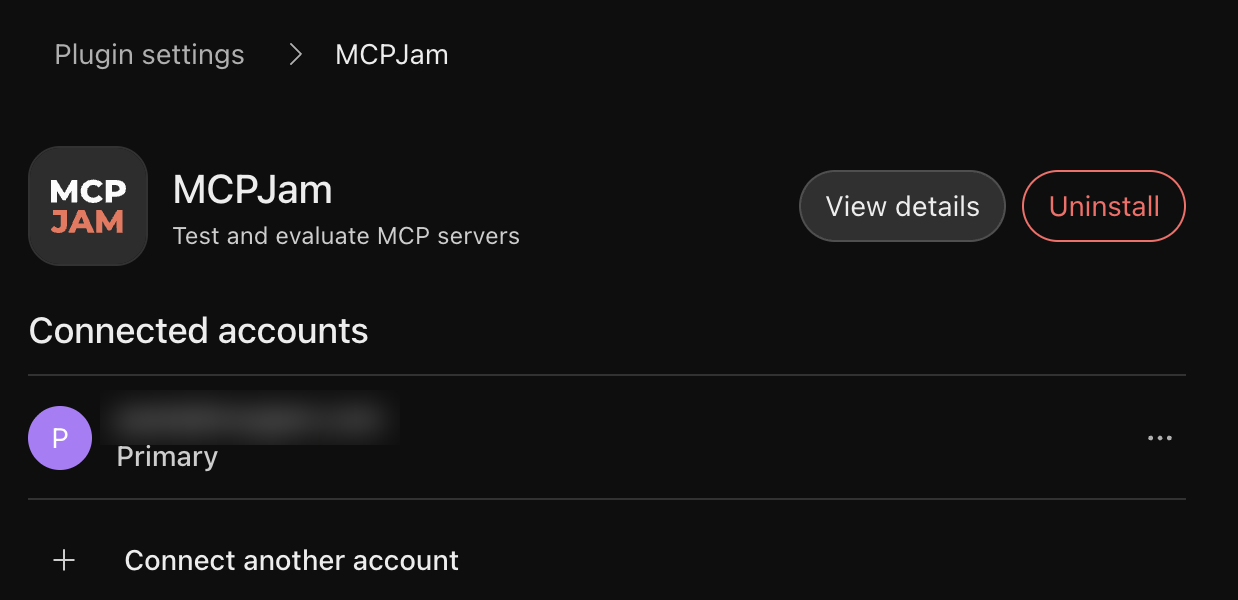 Plugin settings > MCPJam
MCP
JAM
MCPJam
Test and evaluate MCP servers
View details
Uninstall
Connected accounts
P
Primary
...
+ Connect another account